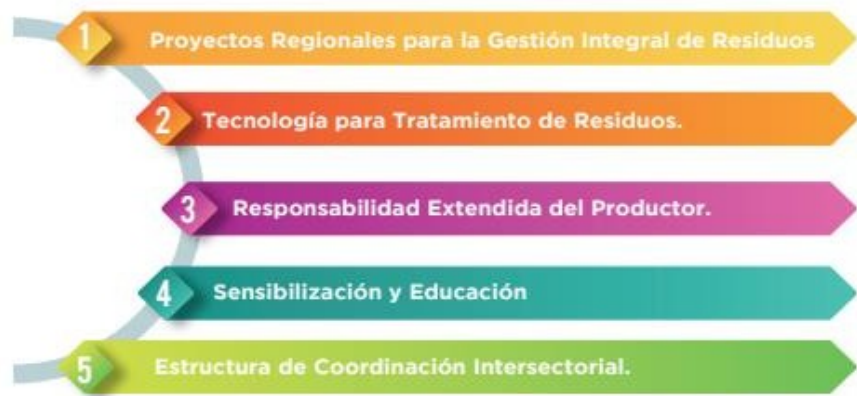 1 Proyectos Regionales para la Gestión Integral de Residuos
2 Tecnología para Tratamiento de Residuos.
3 Responsabilidad Extendida del Productor.
4 Sensibilización y Educación
5 Estructura de Coordinación Intersectorial.